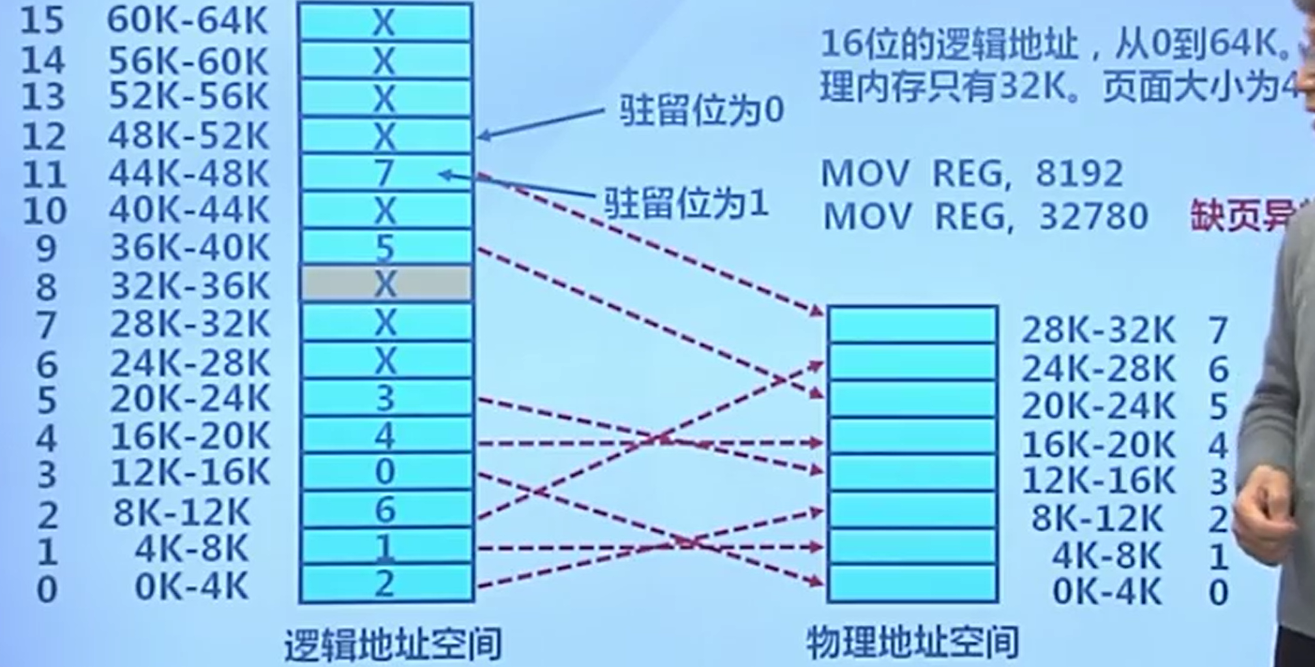 15 60K-64K X
14 56K-60K X
13 52K-56K X
12 48K-52K X
11 44K-48K 7
10 40K-44K X
9 36K-40K 5
8 32K-36K X
7 28K-32K X
6 24K-28K X
5 20K-24K 3
4 16K-20K 4
3 12K-16K 0
2 8K-12K 6
1 4K-8K 1
0 0K-4K 2
逻辑地址空间
驻留位为0
驻留位为1
16位的逻辑地址，从0到64K。
理内存只有32K。页面大小为4
MOV REG, 8192
MOV REG, 32780 缺页异
28K-32K 7
24K-28K 6
20K-24K 5
16K-20K 4
12K-16K 3
8K-12K 2
4K-8K 1
0K-4K 0
物理地址空间